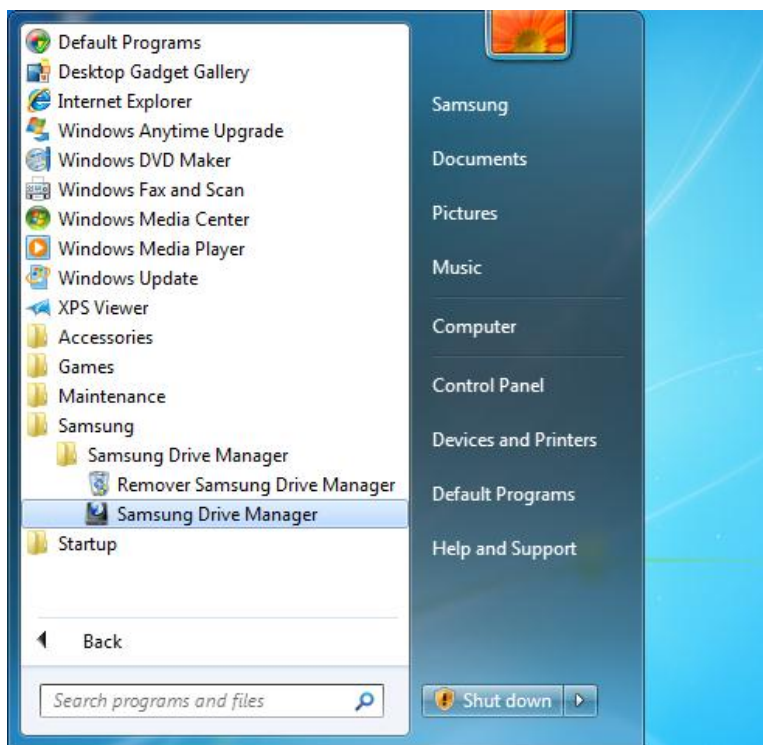 Default Programs
Desktop Gadget Gallery
Internet Explorer
Windows Anytime Upgrade
Windows DVD Maker
Windows Fax and Scan
Windows Media Center
Windows Media Player
Windows Update
XPS Viewer
Accessories
Games
Maintenance
Samsung
Samsung Drive Manager
Remover Samsung Drive Manager
Samsung Drive Manager
Startup
Back
Search programs and files
Samsung
Documents
Pictures
Music
Computer
Control Panel
Devices and Printers
Default Programs
Help and Support
Shut down